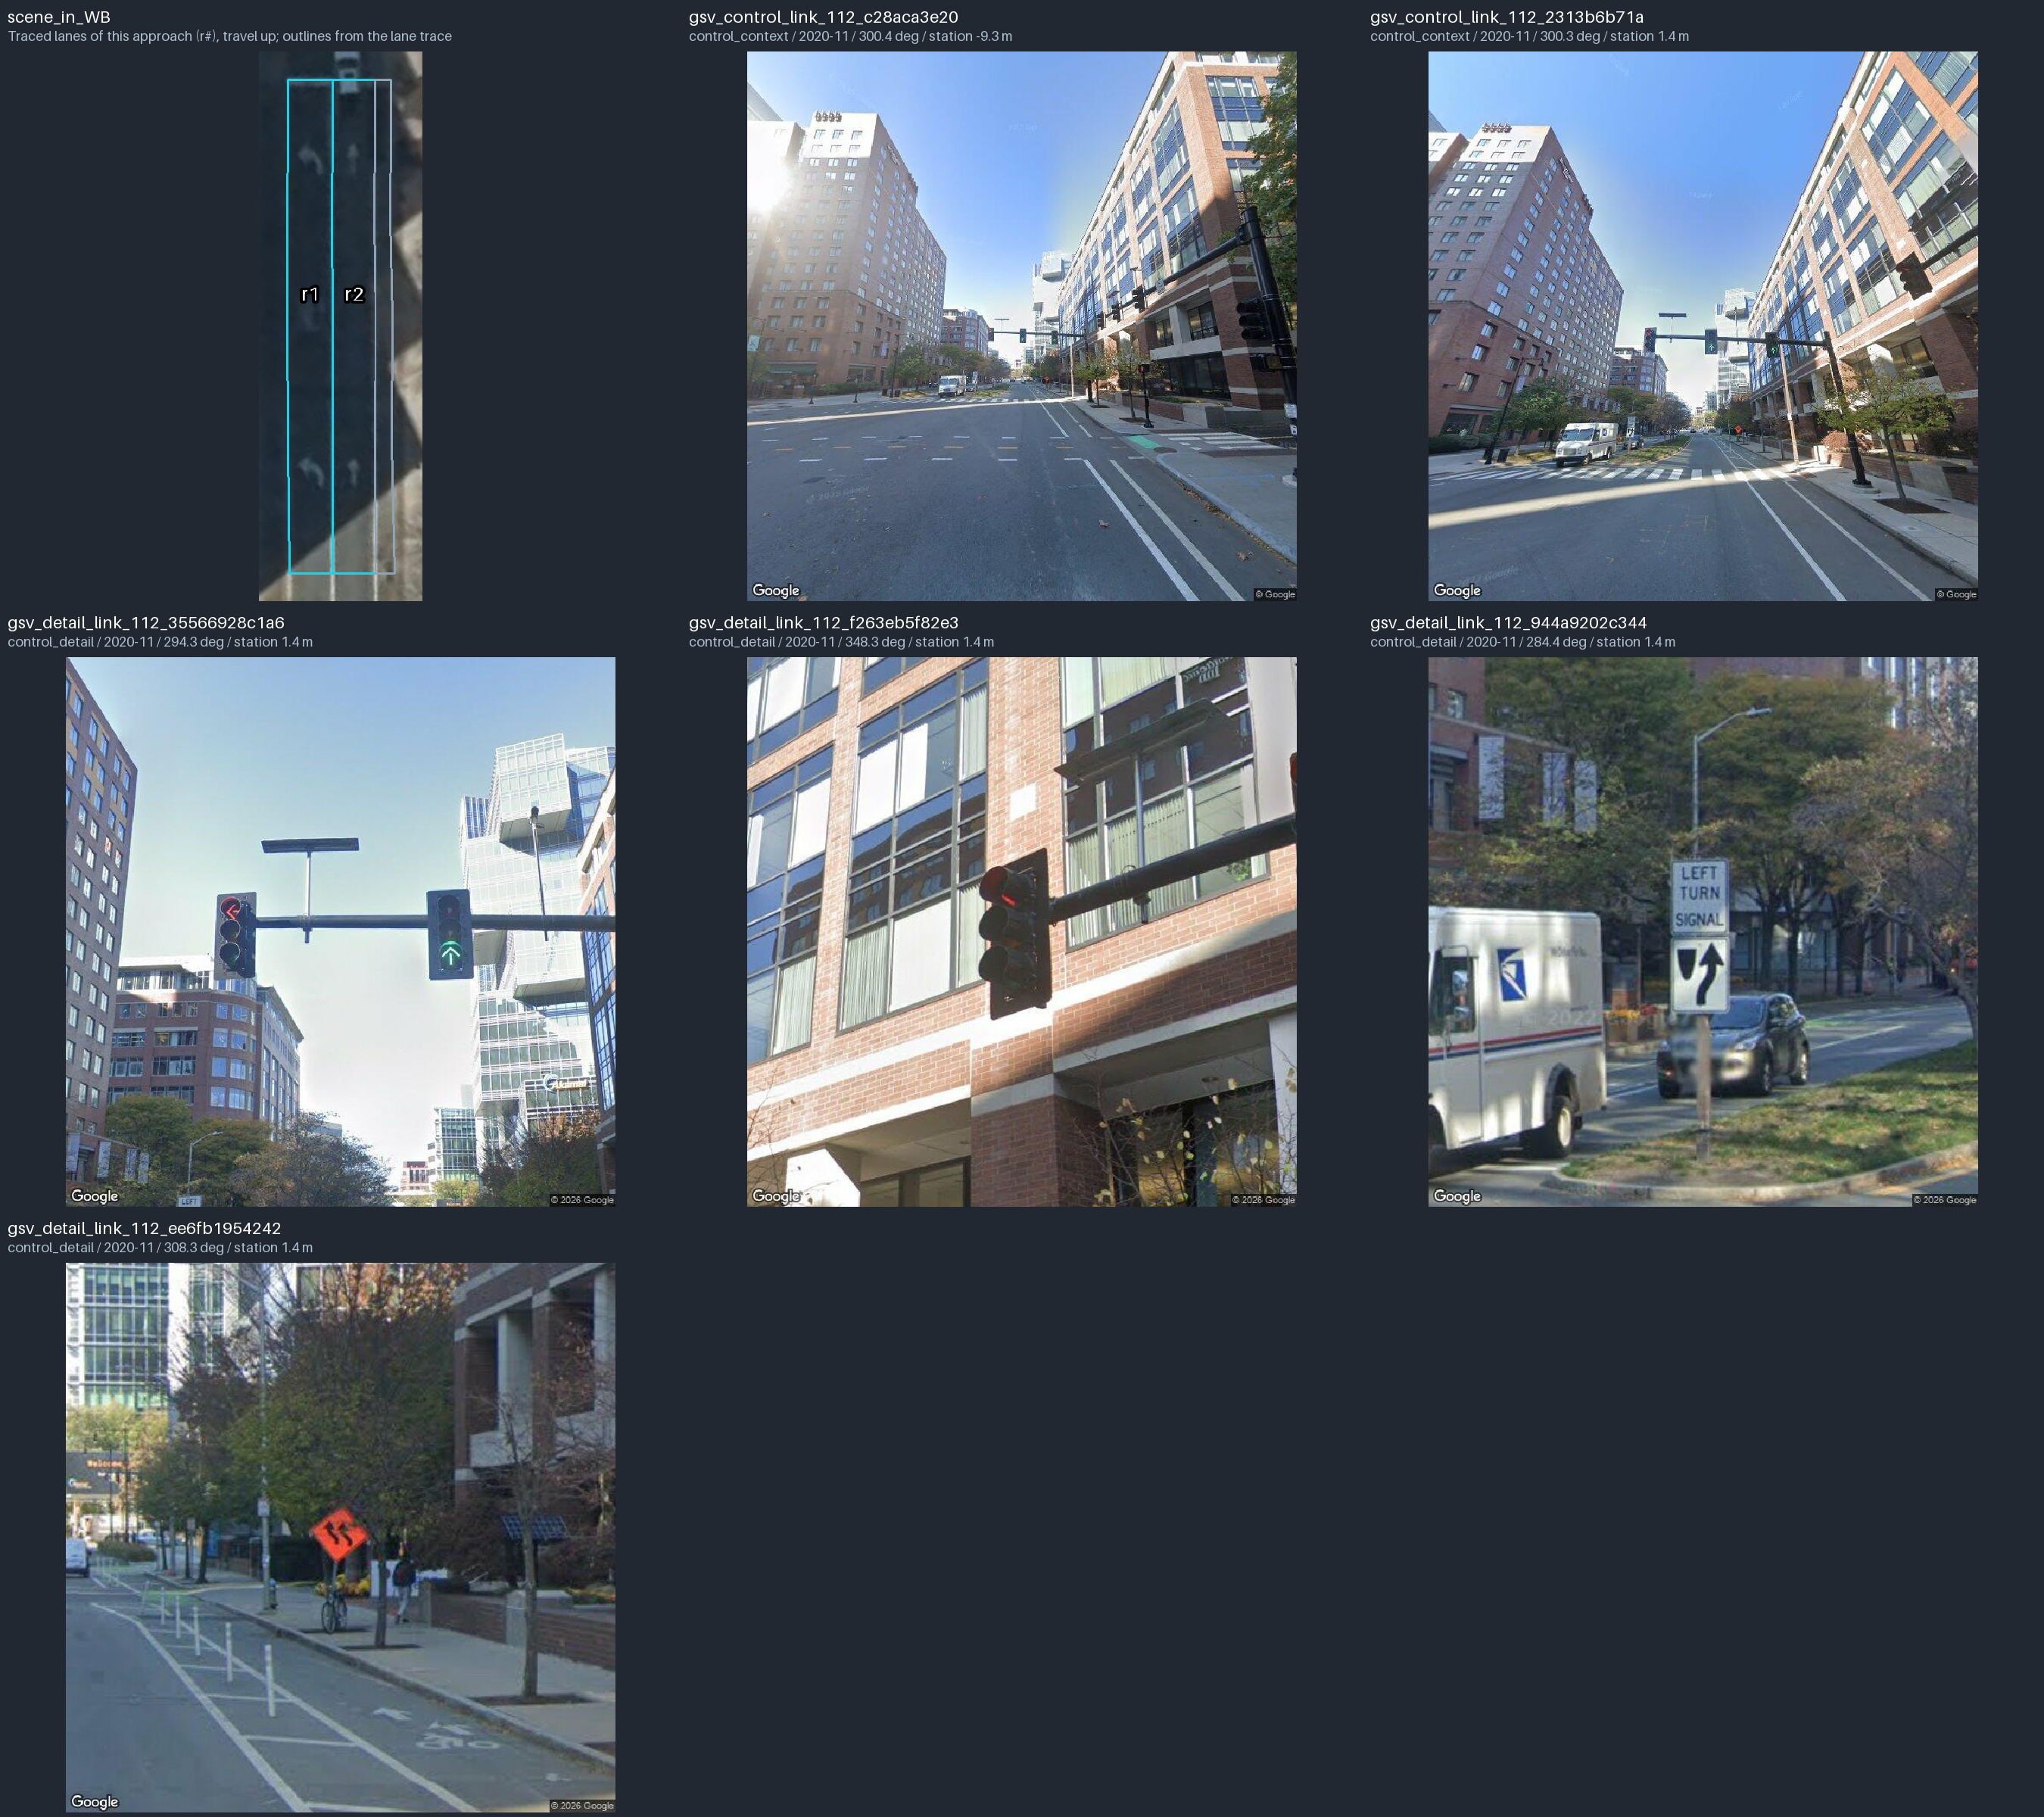 scene_in_WB
Traced lanes of this approach (r#), travel up; outlines from the lane trace
r1
r2
gsv_control_link_112_c28aca3e20
control_context / 2020-11 / 300.4 deg / station -9.3 m
Google
© Google
gsv_control_link_112_2313b6b71a
control_context / 2020-11 / 300.3 deg / station 1.4 m
Google
© Google
gsv_detail_link_112_35566928c1a6
control_detail / 2020-11 / 294.3 deg / station 1.4 m
LEFT
Google
© 2026 Google
gsv_detail_link_112_f263eb5f82e3
control_detail / 2020-11 / 348.3 deg / station 1.4 m
Google
© 2026 Google
gsv_detail_link_112_944a9202c344
control_detail / 2020-11 / 284.4 deg / station 1.4 m
LEFT
TURN
SIGNAL
Google
© 2026 Google
gsv_detail_link_112_ee6fb1954242
control_detail / 2020-11 / 308.3 deg / station 1.4 m
Welcome
Google
© 2026 Google